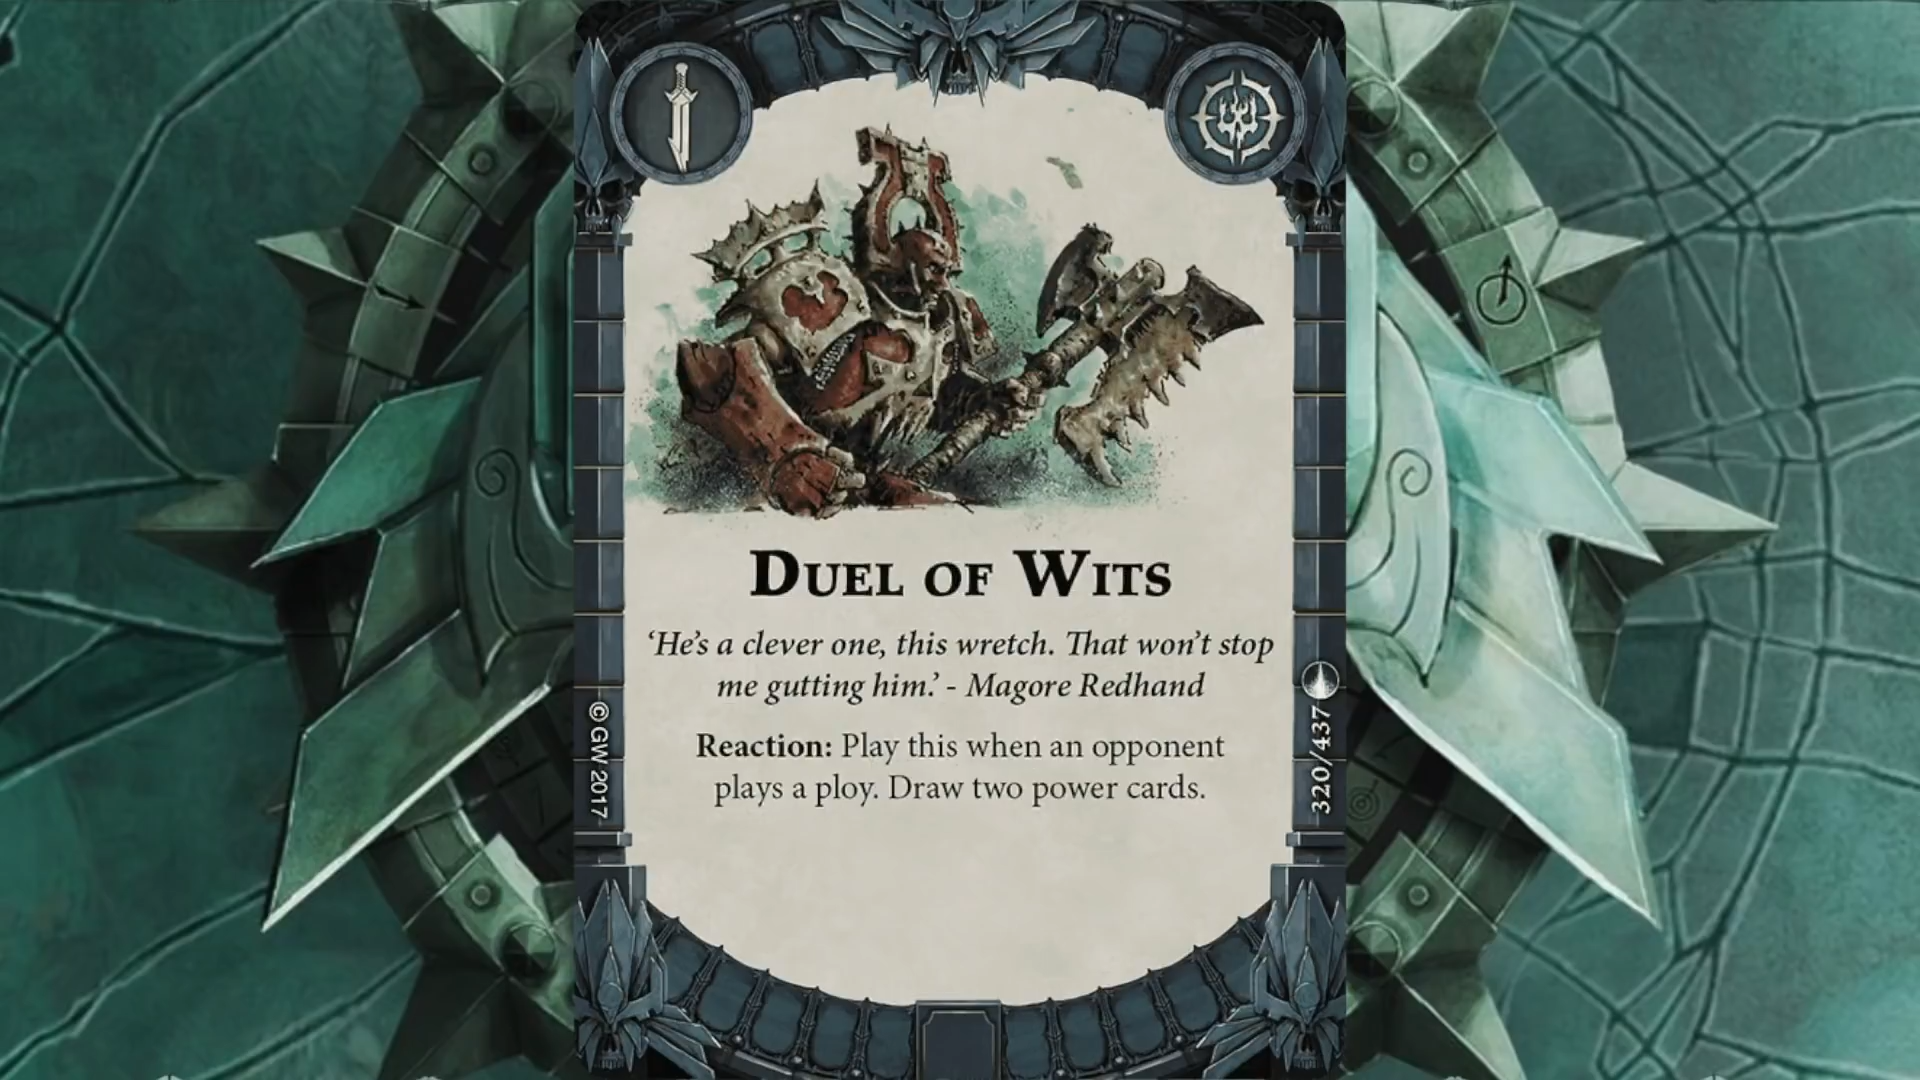 DUEL OF WITS
‘He’s a clever one, this wretch. That won’t stop
me gutting him.’ - Magore Redhand
Reaction: Play this when an opponent
plays a ploy. Draw two power cards.
© GW 2017
320/437